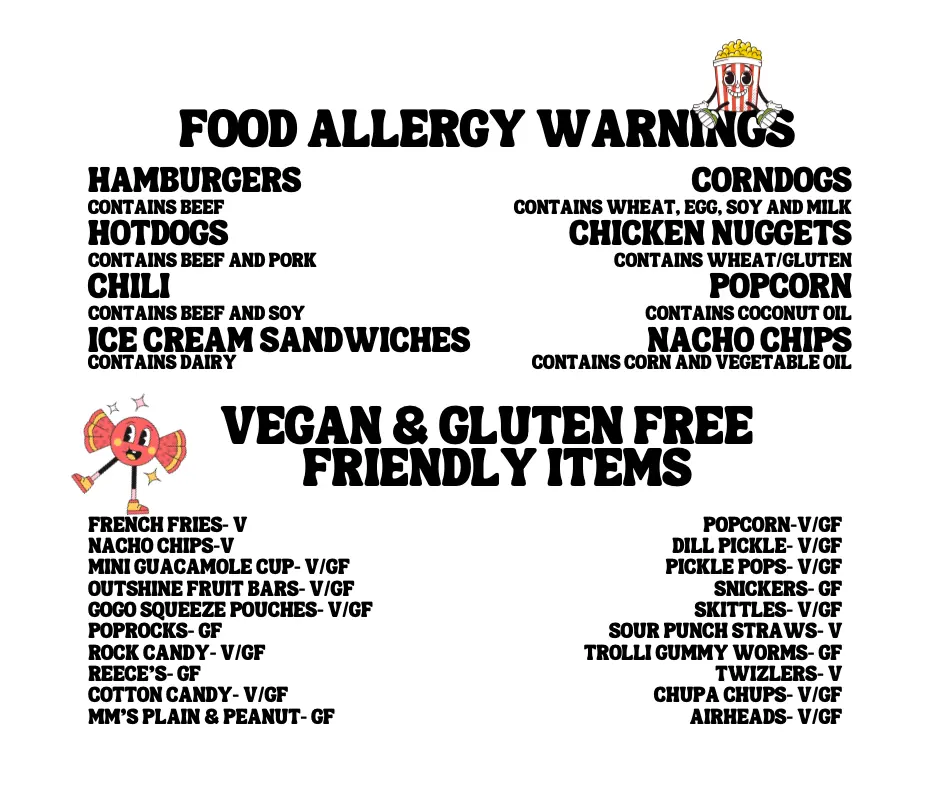 FOOD ALLERGY WARNINGS
HAMBURGERS
CONTAINS BEEF
HOTDOGS
CONTAINS BEEF AND PORK
CHILI
CONTAINS BEEF AND SOY
ICE CREAM SANDWICHES
CONTAINS DAIRY
CORNDOGS
CONTAINS WHEAT, EGG, SOY AND MILK
CHICKEN NUGGETS
CONTAINS WHEAT/GLUTEN
POPCORN
CONTAINS COCONUT OIL
NACHO CHIPS
CONTAINS CORN AND VEGETABLE OIL
VEGAN & GLUTEN FREE
FRIENDLY ITEMS
FRENCH FRIES- V
NACHO CHIPS-V
MINI GUACAMOLE CUP- V/GF
OUTSHINE FRUIT BARS- V/GF
GOGO SQUEEZE POUCHES- V/GF
POPROCKS- GF
ROCK CANDY- V/GF
REECE'S- GF
COTTON CANDY- V/GF
MM'S PLAIN & PEANUT- GF
POPCORN-V/GF
DILL PICKLE- V/GF
PICKLE POPS- V/GF
SNICKERS- GF
SKITTLES- V/GF
SOUR PUNCH STRAWS- V
TROLLI GUMMY WORMS- GF
TWIZLERS- V
CHUPA CHUPS- V/GF
AIRHEADS- V/GF